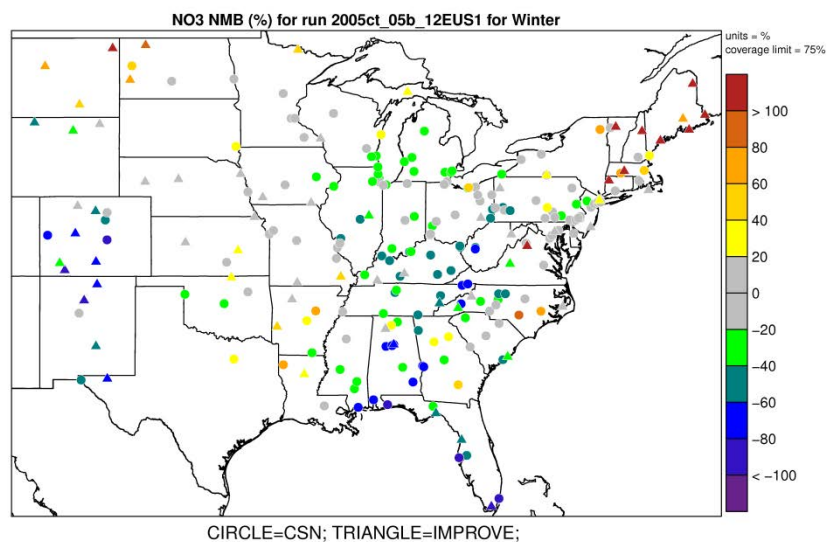 NO3 NMB (%) for run 2005ct_05b_12EUS1 for Winter
units = %
coverage limit = 75%
> 100
80
60
40
20
0
−20
−40
−60
−80
< −100
CIRCLE=CSN; TRIANGLE=IMPROVE;